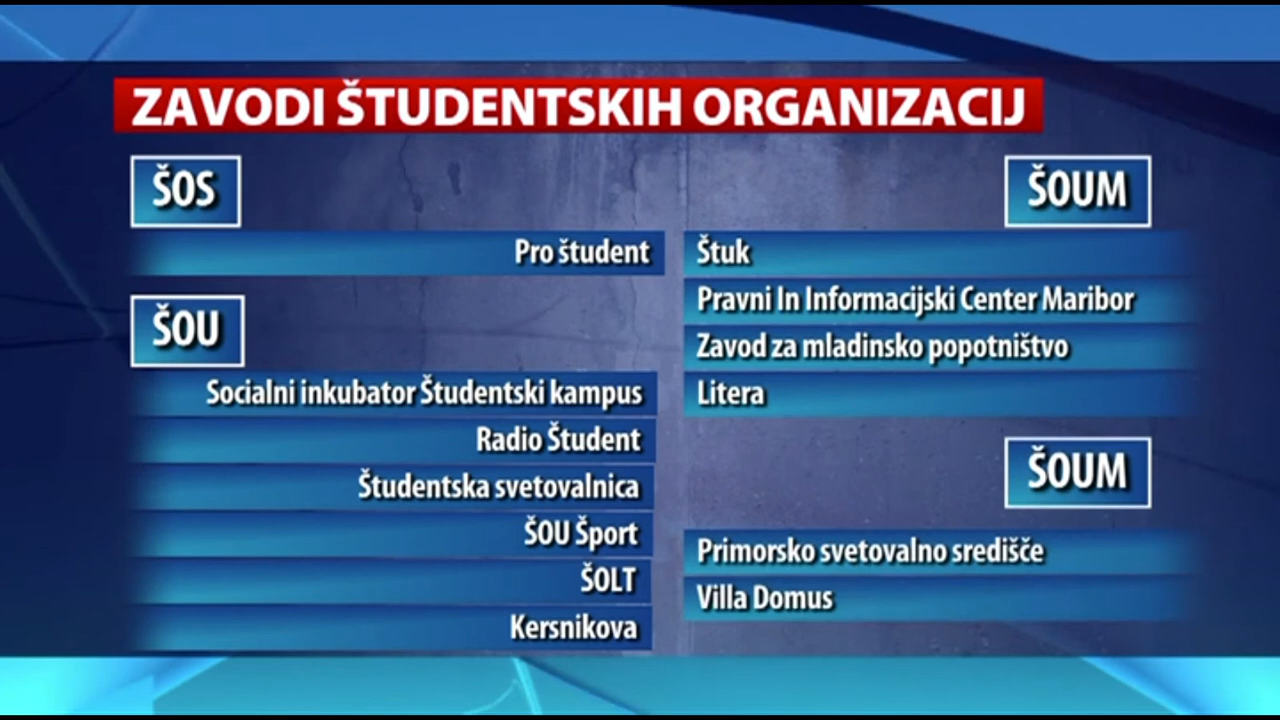 ZAVODI ŠTUDENTSKIH ORGANIZACIJ
ŠOS
Pro študent
ŠOU
Socialni inkubator Študentski kampus
Radio Študent
Študentska svetovalnica
ŠOU Šport
ŠOLT
Kersnikova
ŠOUM
Štuk
Pravni In Informacijski Center Maribor
Zavod za mladinsko popotništvo
Litera
ŠOUM
Primorsko svetovalno središče
Villa Domus